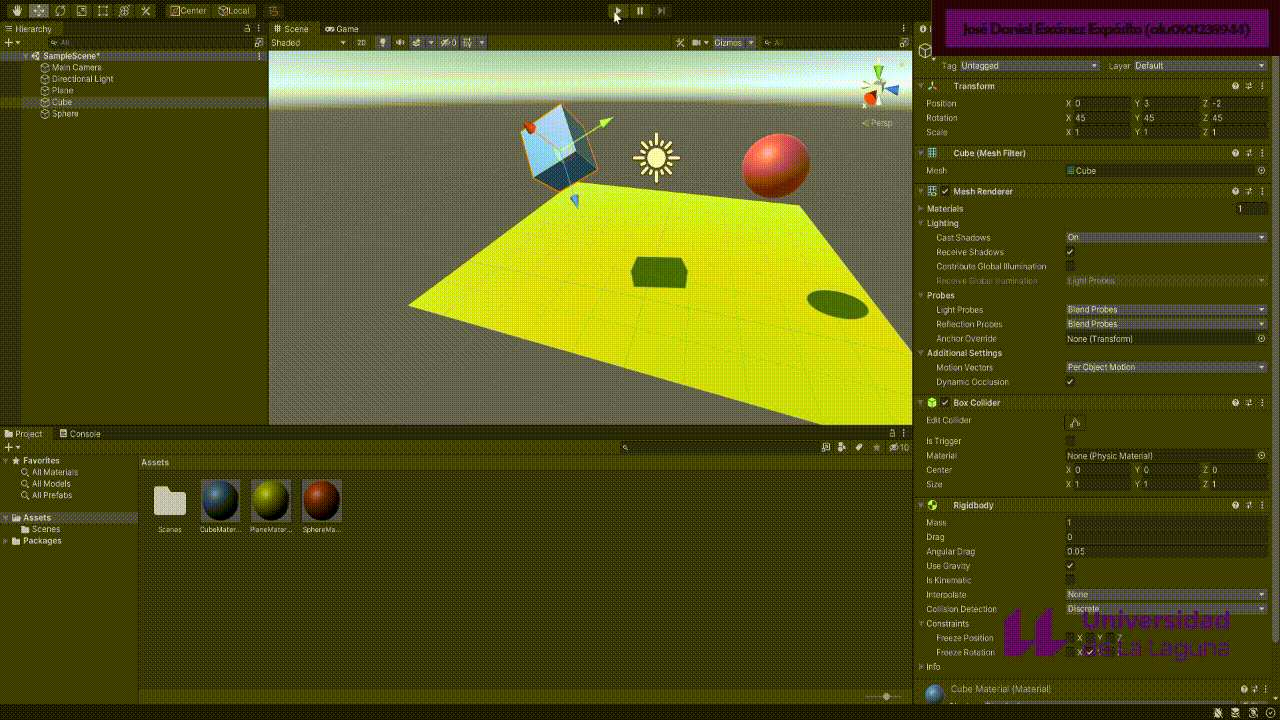 Center Local
José Daniel Estinez Expósito (alu0101238944)
Hierarchy
Scene Game
All
Shaded 2D 0 Gizmos All
SampleScene*
Main Camera
Directional Light
Plane
Cube
Sphere
Persp
Tag Untagged Layer Default
Transform
Position X 0 Y 3 Z -2
Rotation X 45 Y 45 Z 45
Scale X 1 Y 1 Z 1
Cube (Mesh Filter)
Mesh Cube
Mesh Renderer
Materials 1
Lighting
Cast Shadows On
Receive Shadows
Contribute Global Illumination
Receive Global Illumination Light Probes
Probes
Light Probes Blend Probes
Reflection Probes Blend Probes
Anchor Override None (Transform)
Additional Settings
Motion Vectors Per Object Motion
Dynamic Occlusion
Box Collider
Edit Collider
Is Trigger
Material None (Physic Material)
Center X 0 Y 0 Z 0
Size X 1 Y 1 Z 1
Rigidbody
Mass 1
Drag 0
Angular Drag 0.05
Use Gravity
Is Kinematic
Interpolate None
Collision Detection Discrete
Constraints
Freeze Position X Y Z
Freeze Rotation X
Info
Universidad
de La Laguna
Cube Material (Material)
Project Console
10
Favorites
All Materials
All Models
All Prefabs
Assets
Scenes
Packages
Assets
Scenes CubeMater... PlaneMater... SphereMa...